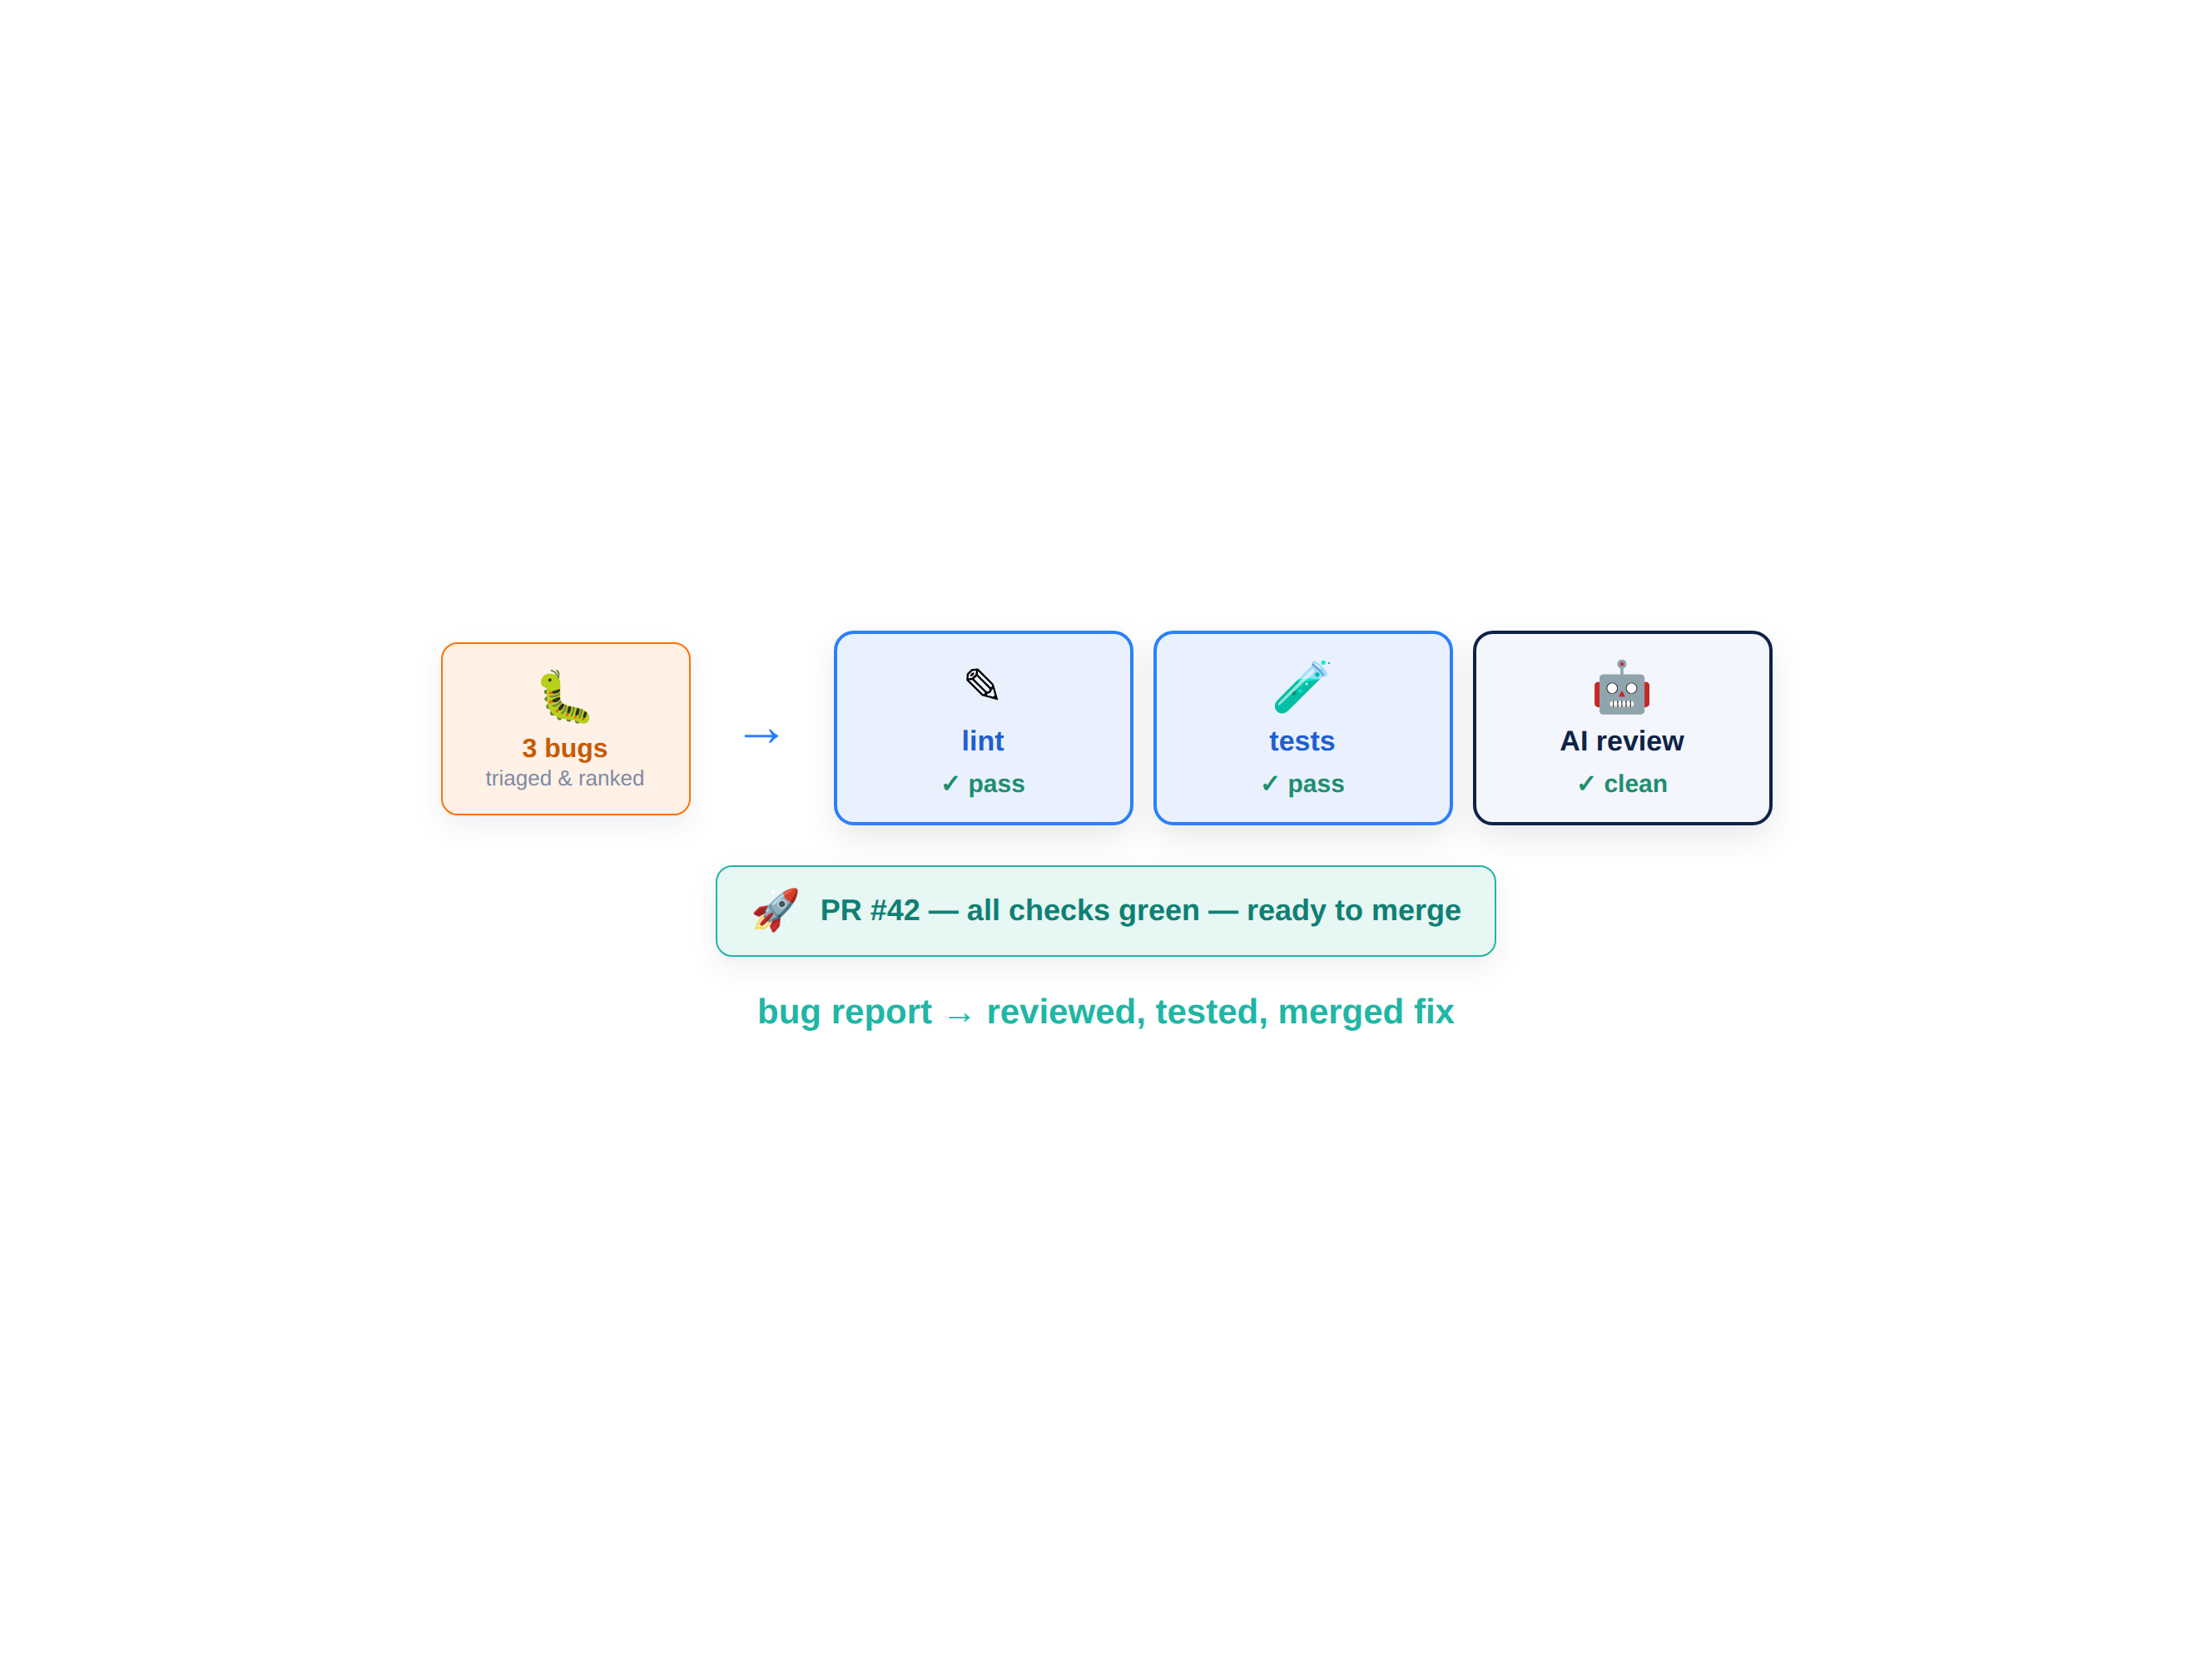 3 bugs
triaged & ranked
→
lint
✓ pass
tests
✓ pass
AI review
✓ clean
PR #42 — all checks green — ready to merge
bug report → reviewed, tested, merged fix